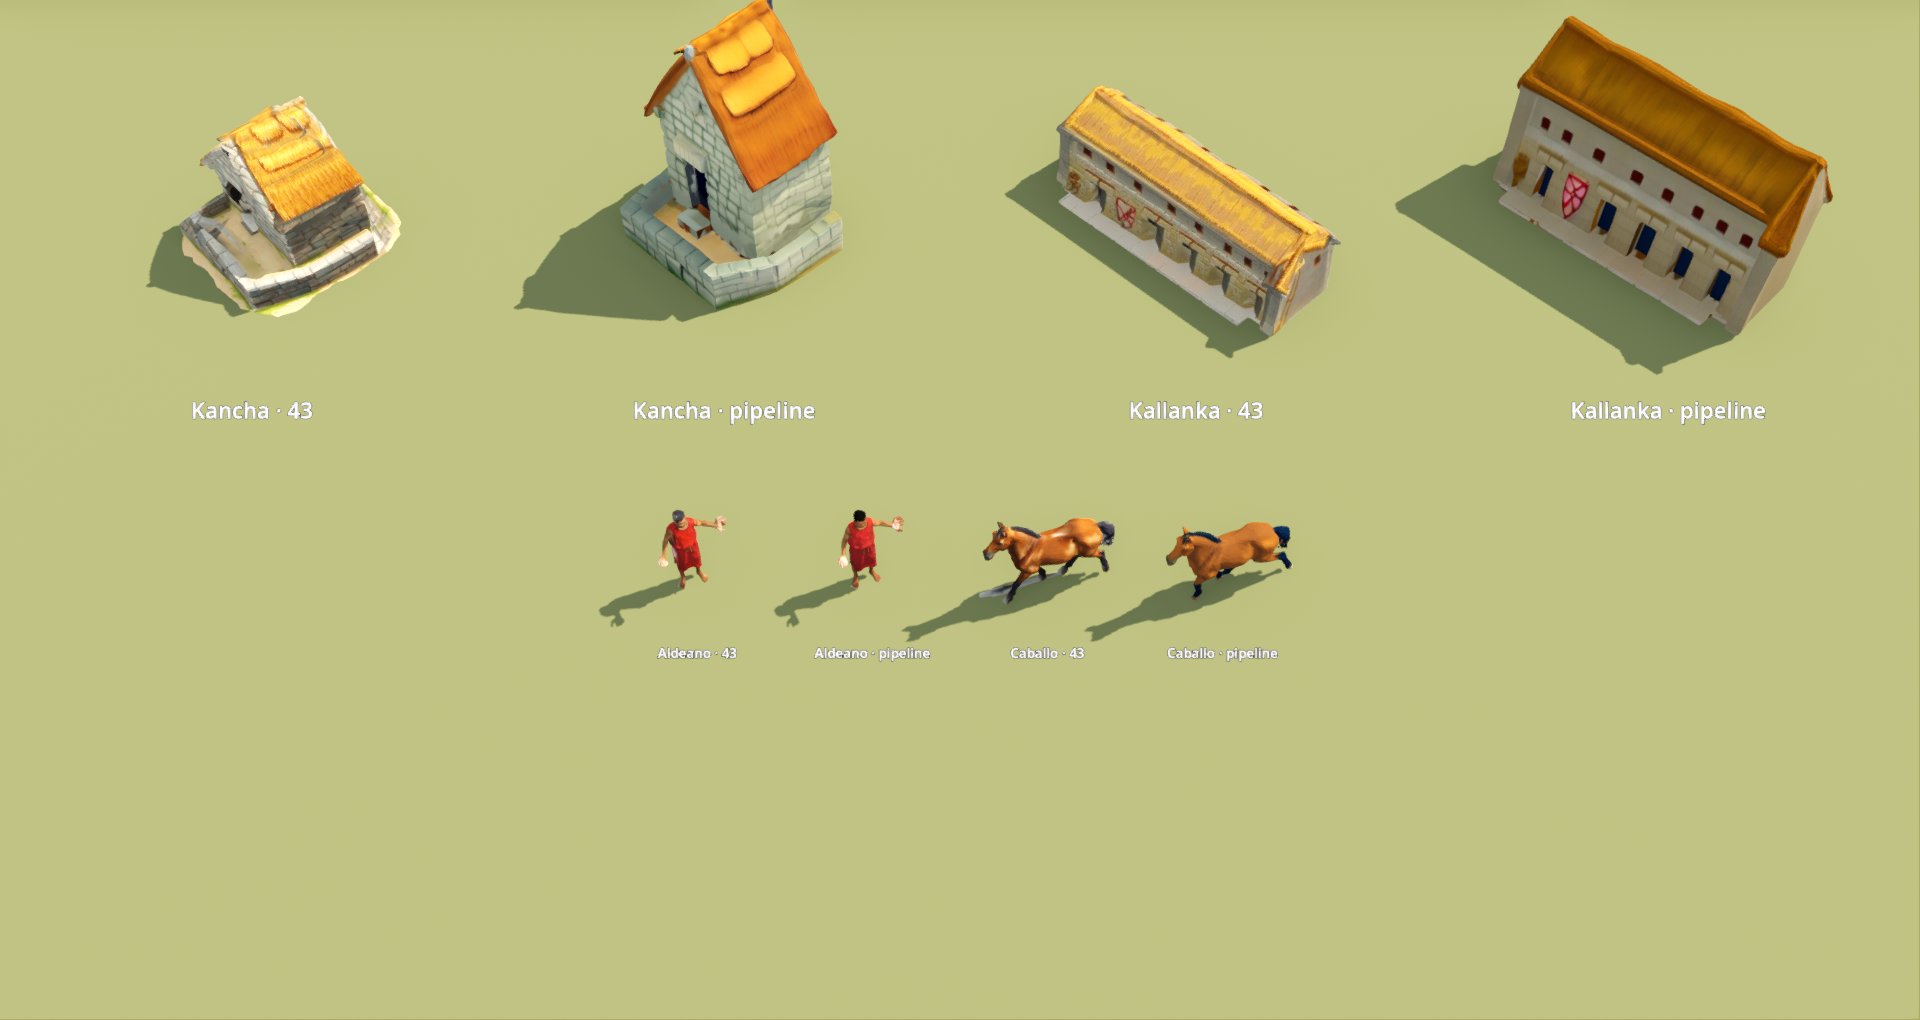 Kancha · 43
Kancha · pipeline
Kallanka · 43
Kallanka · pipeline
Aldeano · 43
Aldeano · pipeline
Caballo · 43
Caballo · pipeline